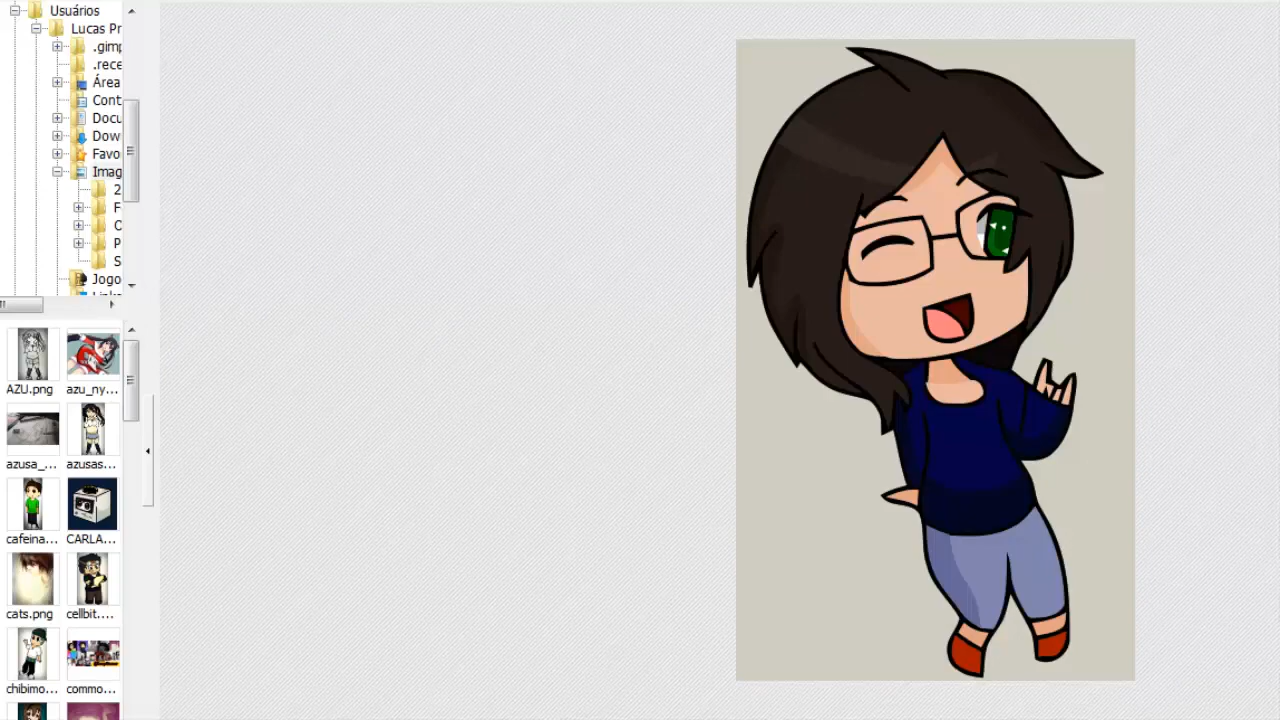 Usuários
Lucas Pr
.gimp
.rece
Área
Cont
Docu
Dow
Favo
Imag
2
F
O
P
S
Jogo
AZU.png
azu_ny...
azusa_...
azusas...
cafeina...
CARLA...
cats.png
cellbit....
chibimo...
commo...